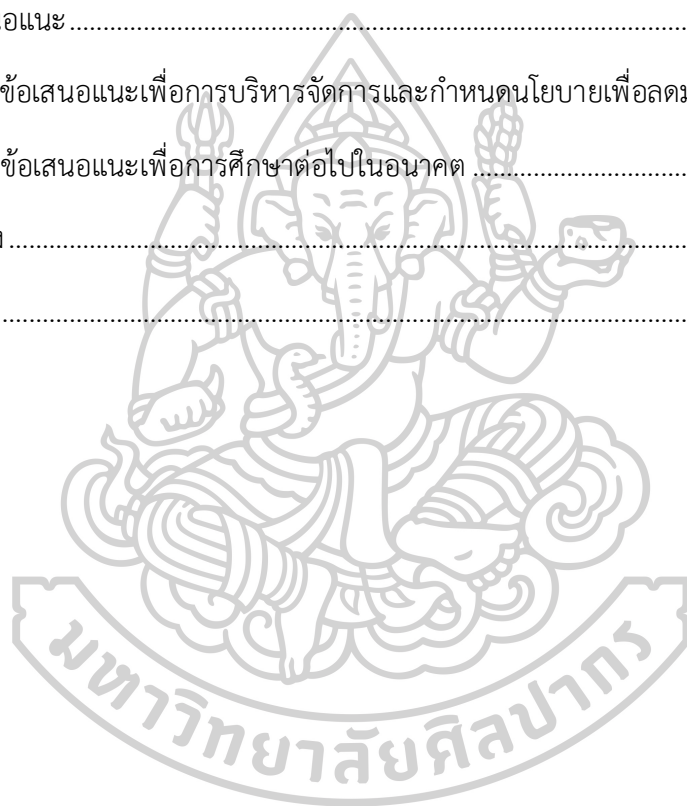 อแนะ................................................................................................
ข้อเสนอแนะเพื่อการบริหารจัดการและกำหนดนโยบายเพื่อลดม
ข้อเสนอแนะเพื่อการศึกษาต่อไปในอนาคต ...................................
................................................................................................
................................................................................................
มหาวิทยาลัยศิลปากร